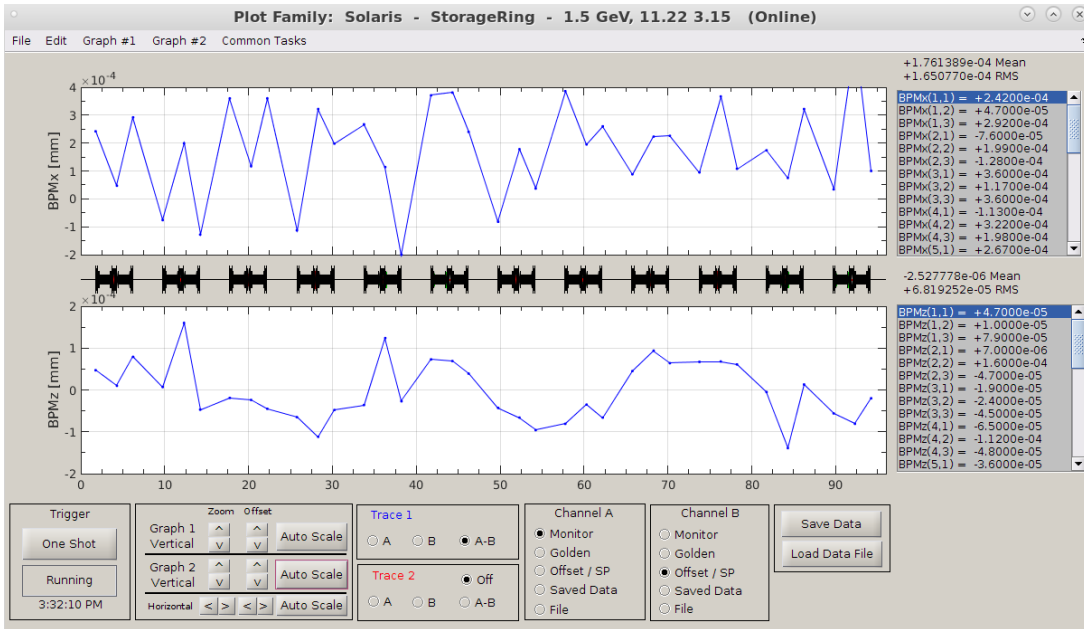 Plot Family: Solaris - StorageRing - 1.5 GeV, 11.22 3.15 (Online)
File Edit Graph #1 Graph #2 Common Tasks
+1.761389e-04 Mean
+1.650770e-04 RMS
×10⁻⁴
4
3
2
1
0
-1
-2
BPMx [mm]
BPMx(1,1) = +2.4200e-04
BPMx(1,2) = +4.7000e-05
BPMx(1,3) = +2.9200e-04
BPMx(2,1) = -7.6000e-05
BPMx(2,2) = +1.9900e-04
BPMx(2,3) = -1.2800e-04
BPMx(3,1) = +3.6000e-04
BPMx(3,2) = +1.1700e-04
BPMx(3,3) = +3.6000e-04
BPMx(4,1) = -1.1300e-04
BPMx(4,2) = +3.2200e-04
BPMx(4,3) = +1.9800e-04
BPMx(5,1) = +2.6700e-04
-2.527778e-06 Mean
+6.819252e-05 RMS
×10⁻⁴
2
1
0
-1
-2
BPMz [mm]
0 10 20 30 40 50 60 70 80 90
BPMz(1,1) = +4.7000e-05
BPMz(1,2) = +1.0000e-05
BPMz(1,3) = +7.9000e-05
BPMz(2,1) = +7.0000e-06
BPMz(2,2) = +1.6000e-04
BPMz(2,3) = -4.7000e-05
BPMz(3,1) = -1.9000e-05
BPMz(3,2) = -2.4000e-05
BPMz(3,3) = -4.5000e-05
BPMz(4,1) = -6.5000e-05
BPMz(4,2) = -1.1200e-04
BPMz(4,3) = -4.8000e-05
BPMz(5,1) = -3.6000e-05
Trigger
One Shot
Running
3:32:10 PM
Zoom Offset
Graph 1
Vertical
^ ^
v v
Auto Scale
Graph 2
Vertical
^ ^
v v
Auto Scale
Horizontal < > < > Auto Scale
Trace 1
A B A-B
Trace 2 Off
A B A-B
Channel A
Monitor
Golden
Offset / SP
Saved Data
File
Channel B
Monitor
Golden
Offset / SP
Saved Data
File
Save Data
Load Data File